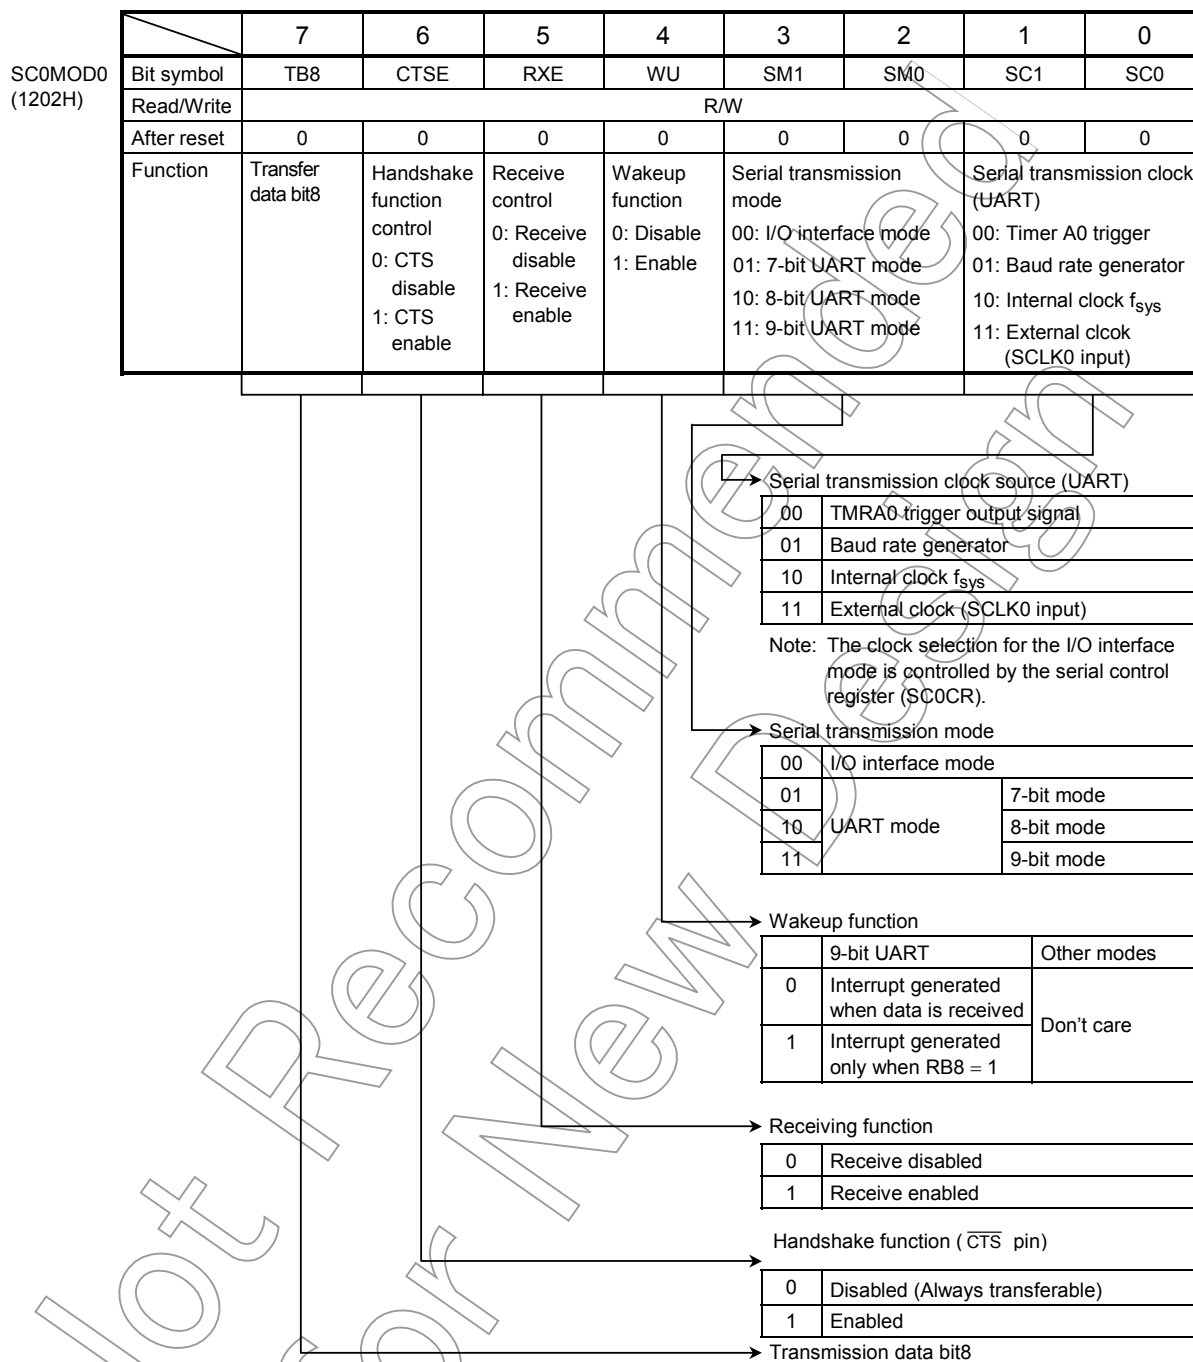 7 6 5 4 3 2 1 0
SC0MOD0 (1202H)
Bit symbol TB8 CTSE RXE WU SM1 SM0 SC1 SC0
Read/Write R/W
After reset 0 0 0 0 0 0 0 0
Function
Transfer
data bit8
Handshake
function
control
0: CTS
disable
1: CTS
enable
Receive
control
0: Receive
disable
1: Receive
enable
Wakeup
function
0: Disable
1: Enable
Serial transmission
mode
00: I/O interface mode
01: 7-bit UART mode
10: 8-bit UART mode
11: 9-bit UART mode
Serial transmission clock
(UART)
00: Timer A0 trigger
01: Baud rate generator
10: Internal clock fsys
11: External clcok
(SCLK0 input)
Serial transmission clock source (UART)
00 TMRA0 trigger output signal
01 Baud rate generator
10 Internal clock fsys
11 External clock (SCLK0 input)
Note: The clock selection for the I/O interface
mode is controlled by the serial control
register (SC0CR).
Serial transmission mode
00 I/O interface mode
01 7-bit mode
10 UART mode 8-bit mode
11 9-bit mode
Wakeup function
9-bit UART Other modes
0 Interrupt generated
when data is received
Don't care
1 Interrupt generated
only when RB8 = 1
Receiving function
0 Receive disabled
1 Receive enabled
Handshake function ( C̅T̅S̅ pin)
0 Disabled (Always transferable)
1 Enabled
Transmission data bit8
Not Recommended
for New Design